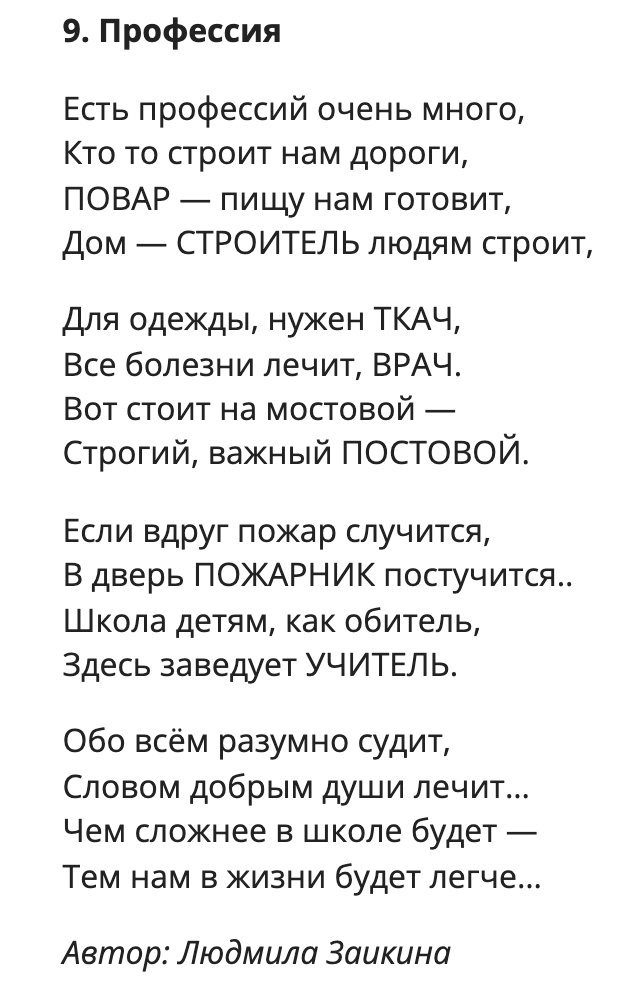 9. Профессия
Есть профессий очень много,
Кто то строит нам дороги,
ПОВАР — пищу нам готовит,
Дом — СТРОИТЕЛЬ людям строит,
Для одежды, нужен ТКАЧ,
Все болезни лечит, ВРАЧ.
Вот стоит на мостовой —
Строгий, важный ПОСТОВОЙ.
Если вдруг пожар случится,
В дверь ПОЖАРНИК постучится..
Школа детям, как обитель,
Здесь заведует УЧИТЕЛЬ.
Обо всём разумно судит,
Словом добрым души лечит...
Чем сложнее в школе будет —
Тем нам в жизни будет легче...
Автор: Людмила Заикина